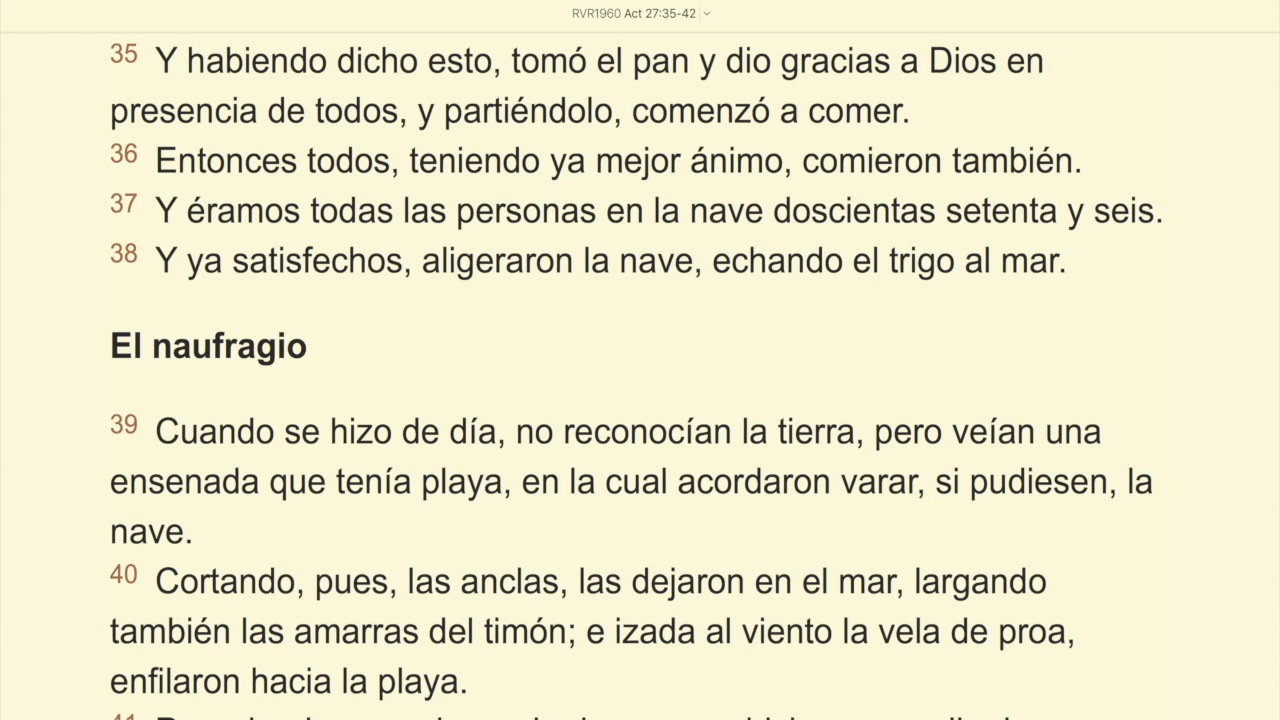 RVR1960 Act 27:35-42
35 Y habiendo dicho esto, tomó el pan y dio gracias a Dios en
presencia de todos, y partiéndolo, comenzó a comer.
36 Entonces todos, teniendo ya mejor ánimo, comieron también.
37 Y éramos todas las personas en la nave doscientas setenta y seis.
38 Y ya satisfechos, aligeraron la nave, echando el trigo al mar.
El naufragio
39 Cuando se hizo de día, no reconocían la tierra, pero veían una
ensenada que tenía playa, en la cual acordaron varar, si pudiesen, la
nave.
40 Cortando, pues, las anclas, las dejaron en el mar, largando
también las amarras del timón; e izada al viento la vela de proa,
enfilaron hacia la playa.
41